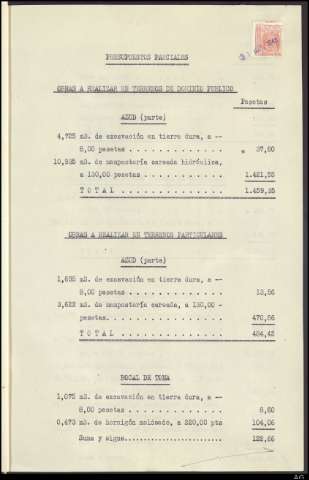 PRESUPUESTOS PARCIALES
OBRAS A REALIZAR EN TERRENOS DE DOMINIO PUBLICO
Pesetas
AZUD (parte)
4,725 m3. de excavación en tierra dura, a --
8,00 pesetas . . . . . . . . . . . . . . " 37,80
10,935 m3. de mampostería careada hidráulica,
a 130,00 pesetas . . . . . . . . . . . . 1.421,55
T O T A L . . . . . . . . . . . . . . 1.459,35
OBRAS A REALIZAR EN TERRENOS PARTICULARES
AZUD (parte)
1,695 m3. de excavación en tierra dura, a --
8,00 pesetas . . . . . . . . . . . . . . 13,56
3,622 m3. de mampostería careada, a 130,00 -
pesetas. . . . . . . . . . . . . . . . . 470,86
T O T A L . . . . . . . . . . . . . . 484,42
BOCAL DE TOMA
1,075 m3. de excavación en tierra dura, a --
8,00 pesetas . . . . . . . . . . . . . . 8,60
0,473 m3. de hormigón moldeado, a 220,00 pts 104,06
Suma y sigue........................ 112,66